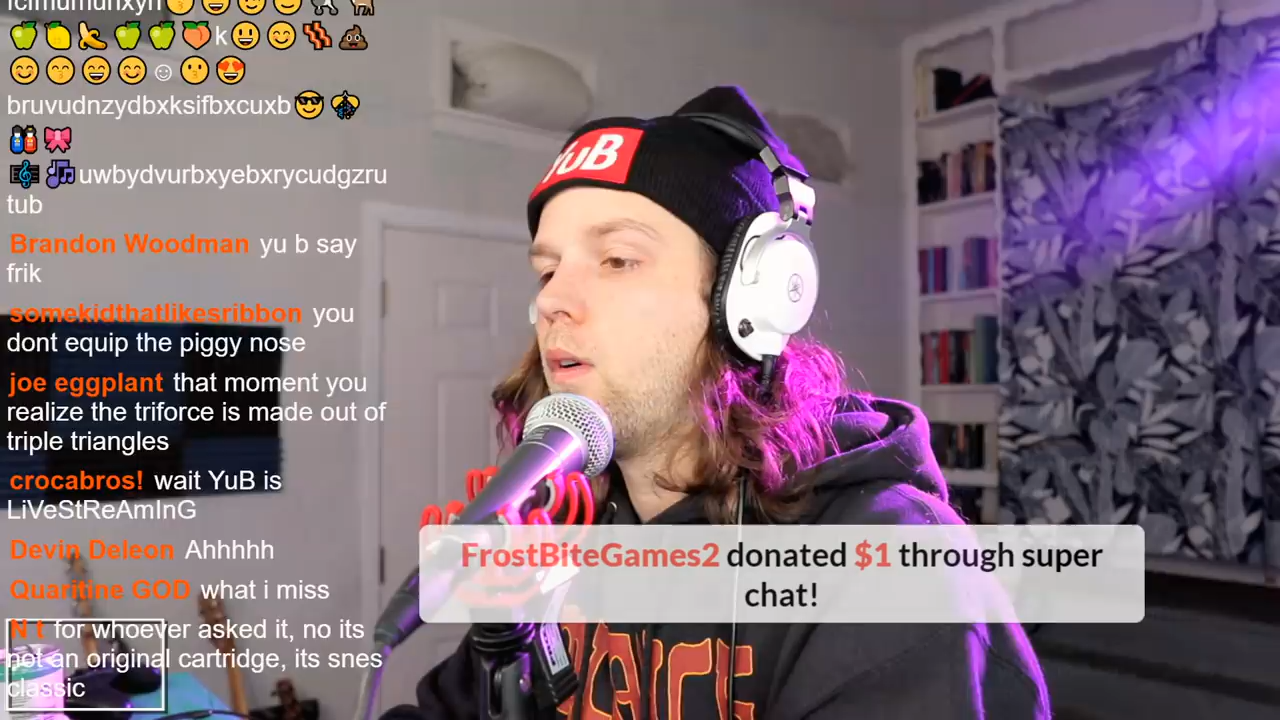 k
bruvudnzydbxksifbxcuxb
uwbydvurbxyebxrycudgzru
tub
Brandon Woodman yu b say
frik
somekidthatlikesribbon you
dont equip the piggy nose
joe eggplant that moment you
realize the triforce is made out of
triple triangles
crocabros! wait YuB is
LiVeStReAmInG
Devin Deleon Ahhhhh
Quaritine GOD what i miss
N t for whoever asked it, no its
not an original cartridge, its snes
classic
YuB
FrostBiteGames2 donated $1 through super
chat!